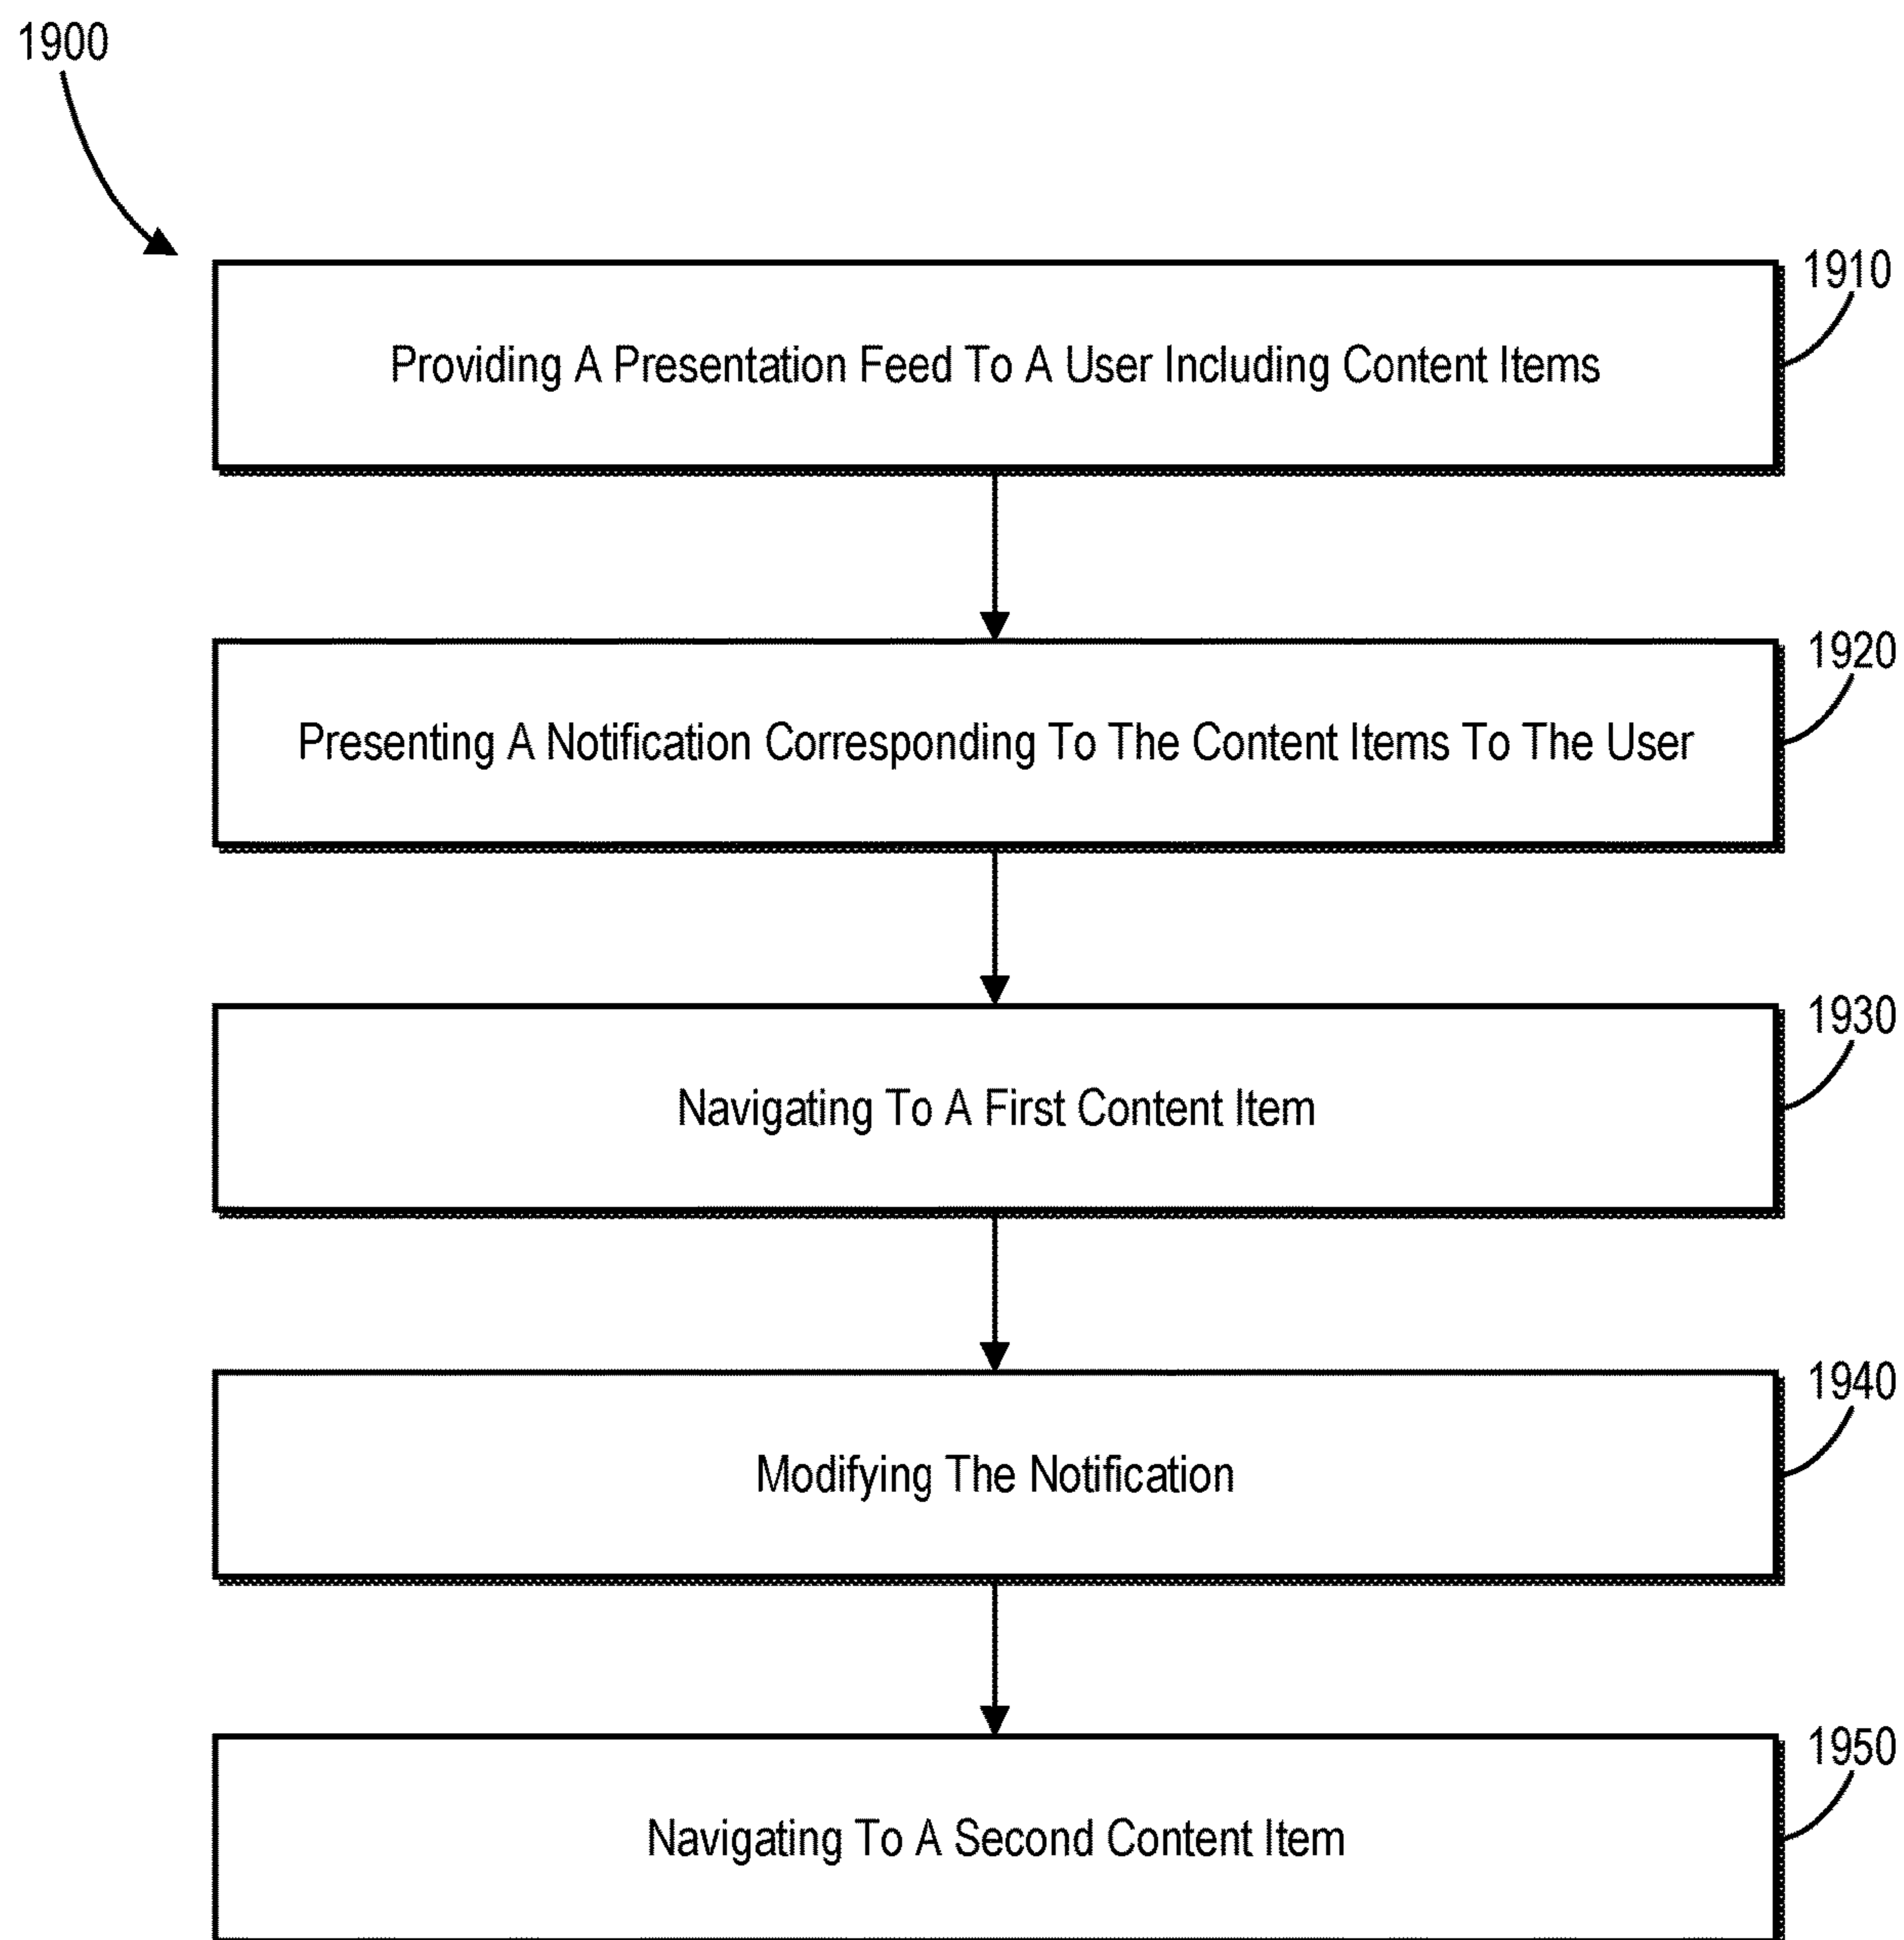 1900
1910
Providing A Presentation Feed To A User Including Content Items
1920
Presenting A Notification Corresponding To The Content Items To The User
1930
Navigating To A First Content Item
1940
Modifying The Notification
1950
Navigating To A Second Content Item